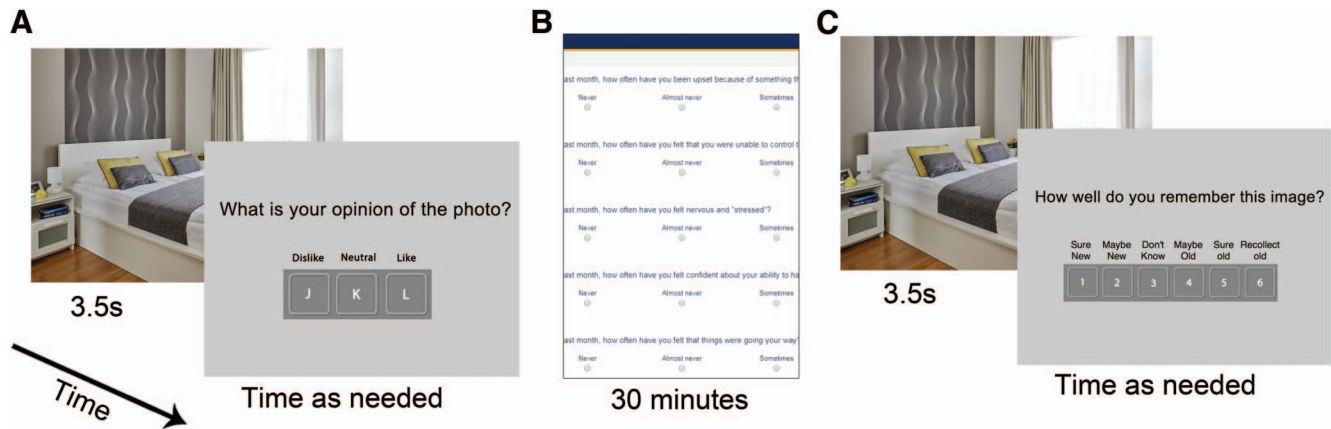 A
What is your opinion of the photo?
Dislike Neutral Like
J K L
3.5s
Time
Time as needed
B
ast month, how often have you been upset because of something th
Never Almost never Sometimes
ast month, how often have you felt that you were unable to control t
Never Almost never Sometimes
ast month, how often have you felt nervous and "stressed"?
Never Almost never Sometimes
ast month, how often have you felt confident about your ability to ha
Never Almost never Sometimes
ast month, how often have you felt that things were going your way'
Never Almost never Sometimes
30 minutes
C
How well do you remember this image?
Sure Maybe Don't Maybe Sure Recollect
New New Know Old old old
1 2 3 4 5 6
3.5s
Time as needed